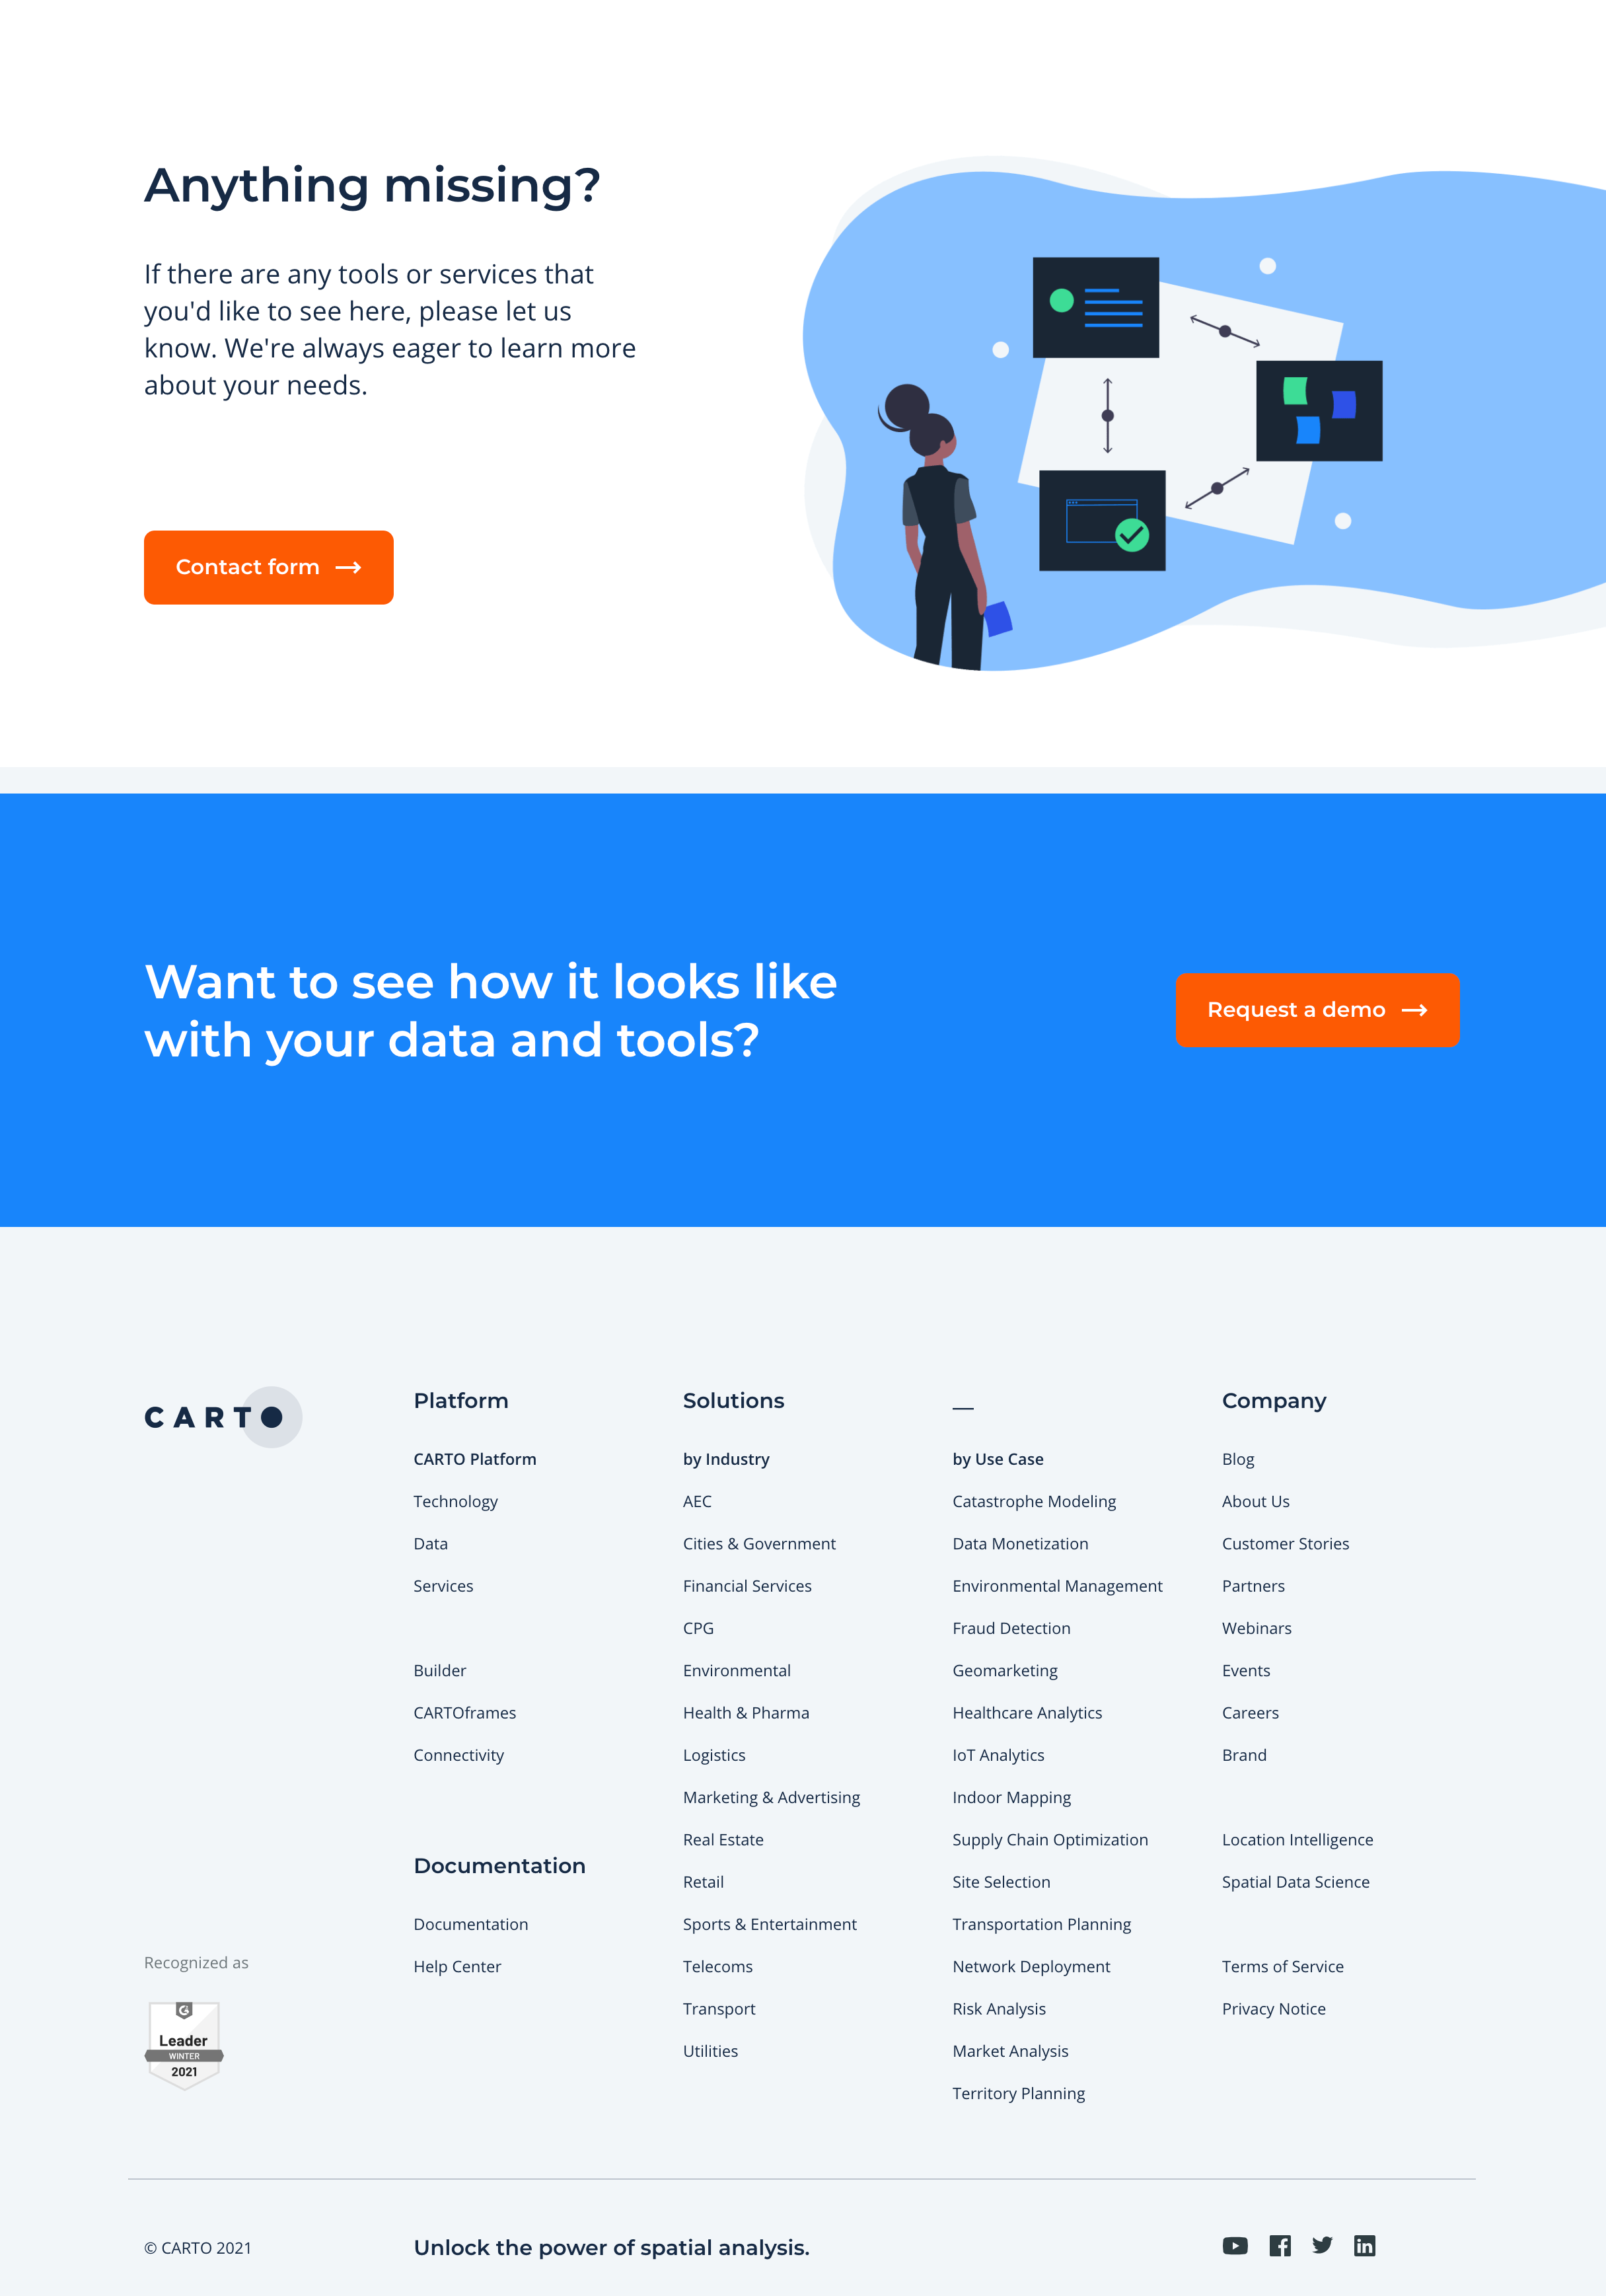 Anything missing?
If there are any tools or services that
you'd like to see here, please let us
know. We're always eager to learn more
about your needs.
Contact form
Want to see how it looks like
with your data and tools?
Request a demo
CARTO
Recognized as
Leader
WINTER
2021
Platform
CARTO Platform
Technology
Data
Services
Builder
CARTOframes
Connectivity
Documentation
Documentation
Help Center
Solutions
by Industry
AEC
Cities & Government
Financial Services
CPG
Environmental
Health & Pharma
Logistics
Marketing & Advertising
Real Estate
Retail
Sports & Entertainment
Telecoms
Transport
Utilities
__
by Use Case
Catastrophe Modeling
Data Monetization
Environmental Management
Fraud Detection
Geomarketing
Healthcare Analytics
IoT Analytics
Indoor Mapping
Supply Chain Optimization
Site Selection
Transportation Planning
Network Deployment
Risk Analysis
Market Analysis
Territory Planning
Company
Blog
About Us
Customer Stories
Partners
Webinars
Events
Careers
Brand
Location Intelligence
Spatial Data Science
Terms of Service
Privacy Notice
© CARTO 2021
Unlock the power of spatial analysis.